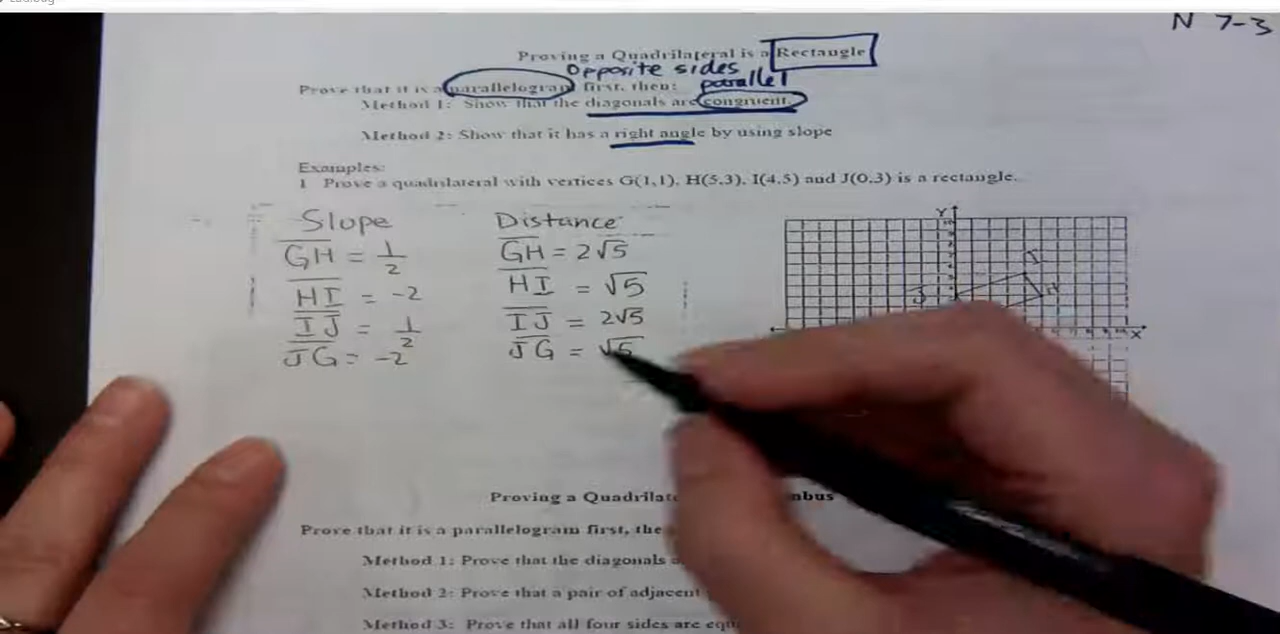 N 7-3
Proving a Quadrilateral is a Rectangle
Opposite sides
parallel
Prove that it is a parallelogram first, then:
Method 1: Show that the diagonals are congruent.
Method 2: Show that it has a right angle by using slope
Examples:
1 Prove a quadrilateral with vertices G(1,1), H(5,3), I(4,5) and J(0,3) is a rectangle.
Slope Distance
GH = 1/2 GH = 2√5
HI = -2 HI = √5
IJ = 1/2 IJ = 2√5
JG = -2 JG = √5
Y
I
J H
X
Proving a
Prove that it is a parallelogram first,
Method 1: Prove that the diagonals
Method 2: Prove that a pair of adjacent
Method 3: Prove that all four sides are